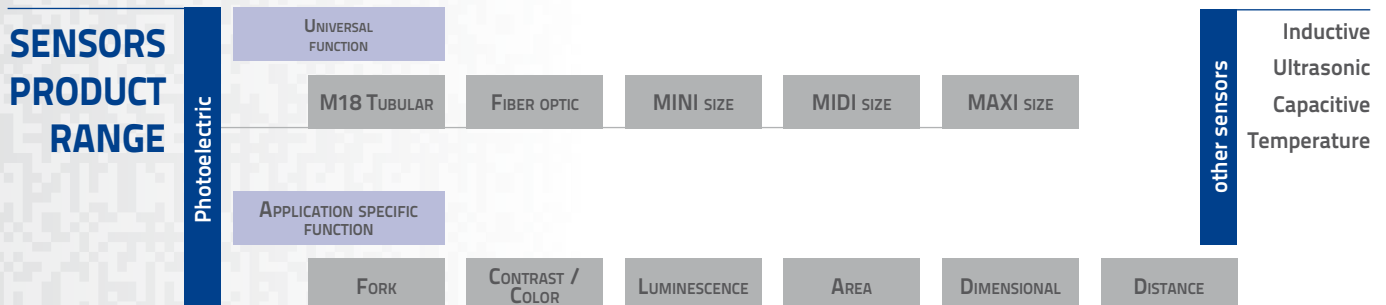 SENSORS
PRODUCT
RANGE
Photoelectric
Universal
function
M18 Tubular
Fiber optic
MINI size
MIDI size
MAXI size
Application specific
function
Fork
Contrast /
Color
Luminescence
Area
Dimensional
Distance
other sensors
Inductive
Ultrasonic
Capacitive
Temperature